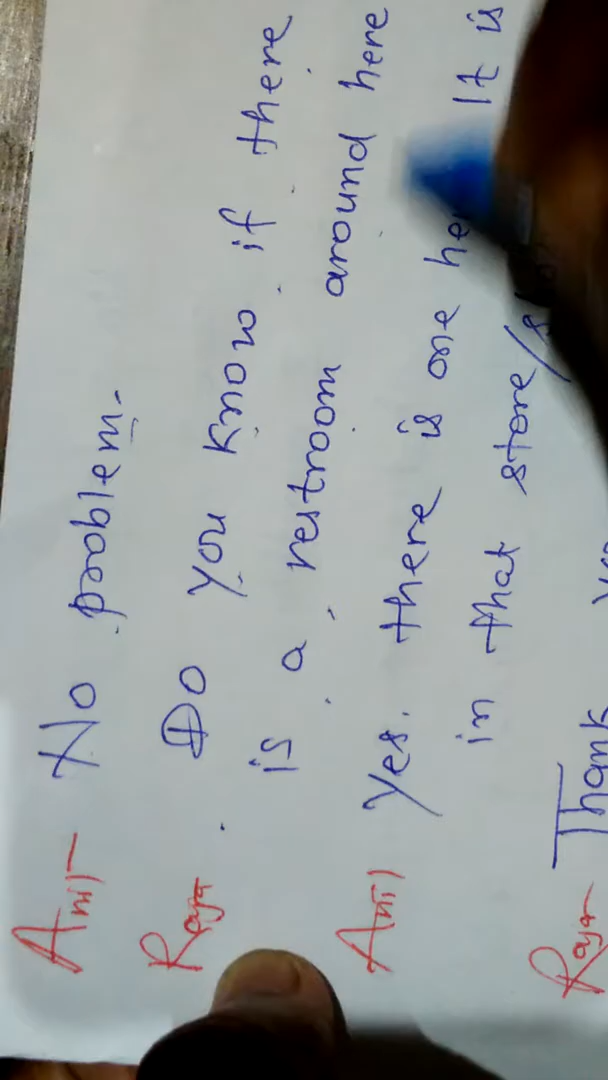 Anil No problem.
Raja Do you know if there
is a restroom around here
Anil Yes. there is one It is
in that store/
Raja Thank